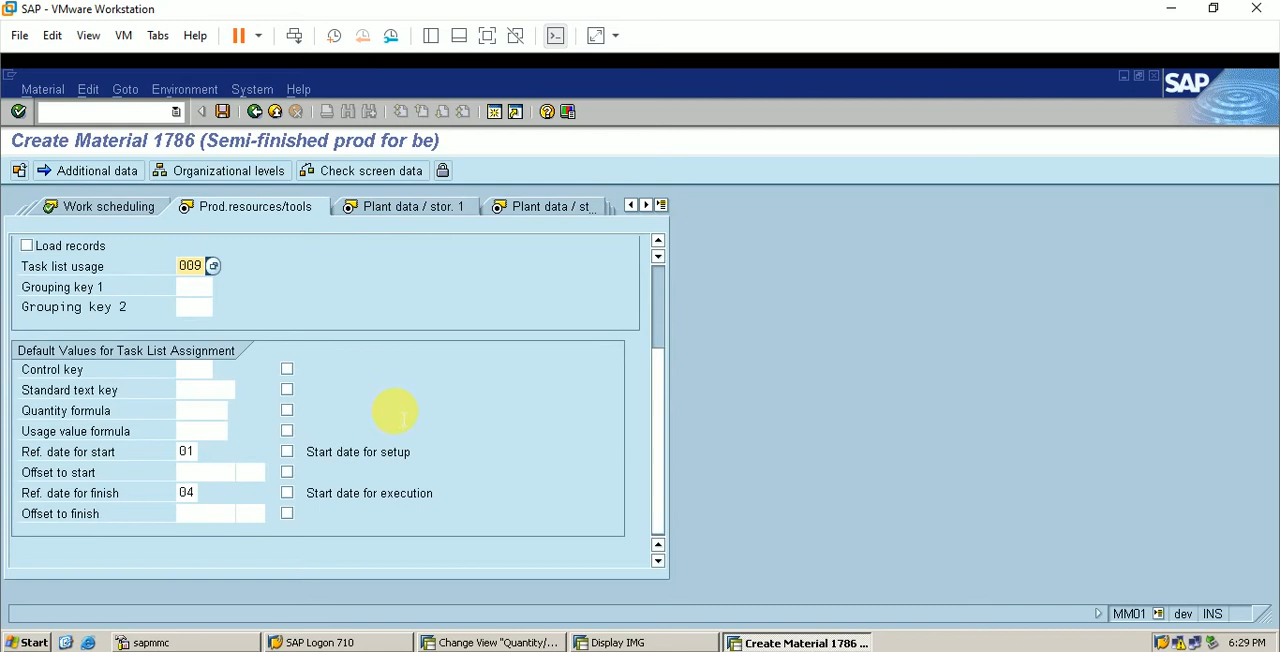 SAP - VMware Workstation
File Edit View VM Tabs Help
Material Edit Goto Environment System Help
SAP
Create Material 1786 (Semi-finished prod for be)
Additional data Organizational levels Check screen data
Work scheduling Prod.resources/tools Plant data / stor. 1 Plant data / st...
Load records
Task list usage 009
Grouping key 1
Grouping key 2
Default Values for Task List Assignment
Control key
Standard text key
Quantity formula
Usage value formula
Ref. date for start 01 Start date for setup
Offset to start
Ref. date for finish 04 Start date for execution
Offset to finish
MM01 dev INS
Start sapmmc SAP Logon 710 Change View "Quantity/... Display IMG Create Material 1786 ... 6:29 PM